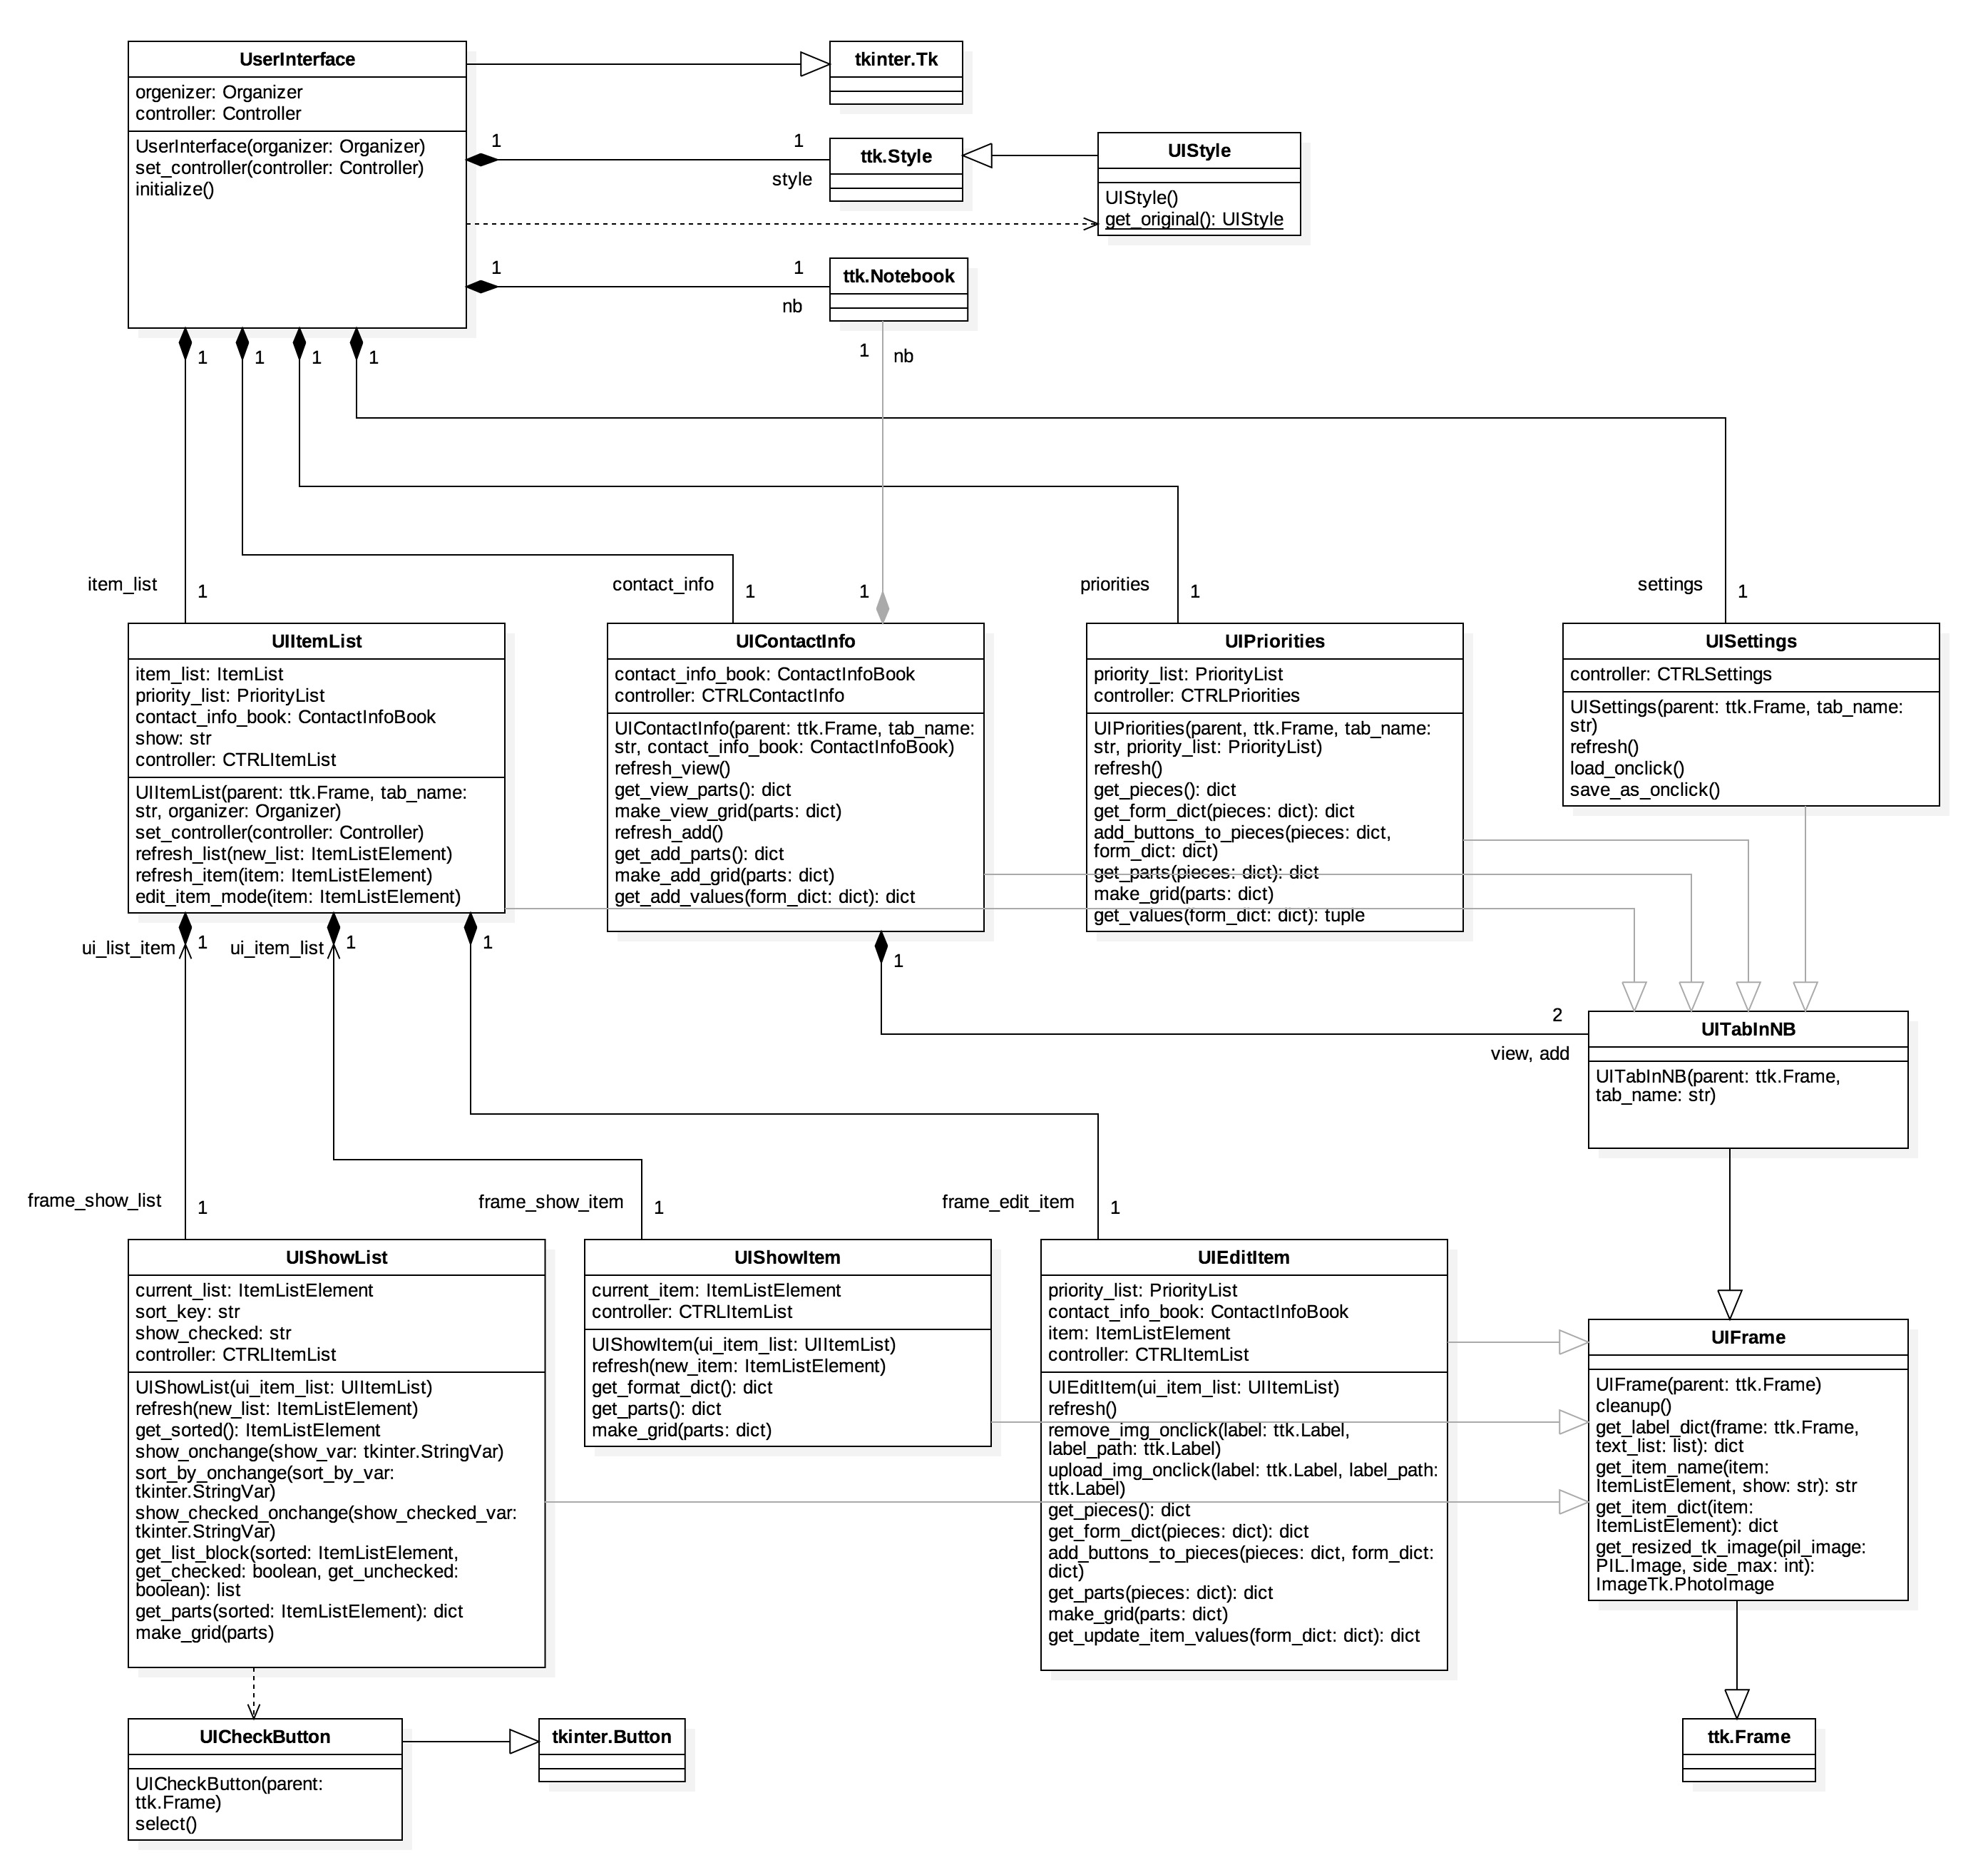 UserInterface
orgenizer: Organizer
controller: Controller
UserInterface(organizer: Organizer)
set_controller(controller: Controller)
initialize()
tkinter.Tk
1
1
style
ttk.Style
UIStyle
UIStyle()
get_original(): UIStyle
1
1
nb
ttk.Notebook
1
nb
1
1
1
1
item_list
1
contact_info
1
1
priorities
1
settings
1
UIItemList
item_list: ItemList
priority_list: PriorityList
contact_info_book: ContactInfoBook
show: str
controller: CTRLItemList
UIItemList(parent: ttk.Frame, tab_name:
str, organizer: Organizer)
set_controller(controller: Controller)
refresh_list(new_list: ItemListElement)
refresh_item(item: ItemListElement)
edit_item_mode(item: ItemListElement)
UIContactInfo
contact_info_book: ContactInfoBook
controller: CTRLContactInfo
UIContactInfo(parent: ttk.Frame, tab_name:
str, contact_info_book: ContactInfoBook)
refresh_view()
get_view_parts(): dict
make_view_grid(parts: dict)
refresh_add()
get_add_parts(): dict
make_add_grid(parts: dict)
get_add_values(form_dict: dict): dict
UIPriorities
priority_list: PriorityList
controller: CTRLPriorities
UIPriorities(parent, ttk.Frame, tab_name:
str, priority_list: PriorityList)
refresh()
get_pieces(): dict
get_form_dict(pieces: dict): dict
add_buttons_to_pieces(pieces: dict,
form_dict: dict)
get_parts(pieces: dict): dict
make_grid(parts: dict)
get_values(form_dict: dict): tuple
UISettings
controller: CTRLSettings
UISettings(parent: ttk.Frame, tab_name:
str)
refresh()
load_onclick()
save_as_onclick()
ui_list_item
1
ui_item_list
1
1
1
2
view, add
UITabInNB
UITabInNB(parent: ttk.Frame,
tab_name: str)
frame_show_list
1
frame_show_item
1
frame_edit_item
1
UIShowList
current_list: ItemListElement
sort_key: str
show_checked: str
controller: CTRLItemList
UIShowList(ui_item_list: UIItemList)
refresh(new_list: ItemListElement)
get_sorted(): ItemListElement
show_onchange(show_var: tkinter.StringVar)
sort_by_onchange(sort_by_var:
tkinter.StringVar)
show_checked_onchange(show_checked_var:
tkinter.StringVar)
get_list_block(sorted: ItemListElement,
get_checked: boolean, get_unchecked:
boolean): list
get_parts(sorted: ItemListElement): dict
make_grid(parts)
UIShowItem
current_item: ItemListElement
controller: CTRLItemList
UIShowItem(ui_item_list: UIItemList)
refresh(new_item: ItemListElement)
get_format_dict(): dict
get_parts(): dict
make_grid(parts: dict)
UIEditItem
priority_list: PriorityList
contact_info_book: ContactInfoBook
item: ItemListElement
controller: CTRLItemList
UIEditItem(ui_item_list: UIItemList)
refresh()
remove_img_onclick(label: ttk.Label,
label_path: ttk.Label)
upload_img_onclick(label: ttk.Label, label_path:
ttk.Label)
get_pieces(): dict
get_form_dict(pieces: dict): dict
add_buttons_to_pieces(pieces: dict, form_dict:
dict)
get_parts(pieces: dict): dict
make_grid(parts: dict)
get_update_item_values(form_dict: dict): dict
UIFrame
UIFrame(parent: ttk.Frame)
cleanup()
get_label_dict(frame: ttk.Frame,
text_list: list): dict
get_item_name(item:
ItemListElement, show: str): str
get_item_dict(item:
ItemListElement): dict
get_resized_tk_image(pil_image:
PIL.Image, side_max: int):
ImageTk.PhotoImage
UICheckButton
UICheckButton(parent:
ttk.Frame)
select()
tkinter.Button
ttk.Frame